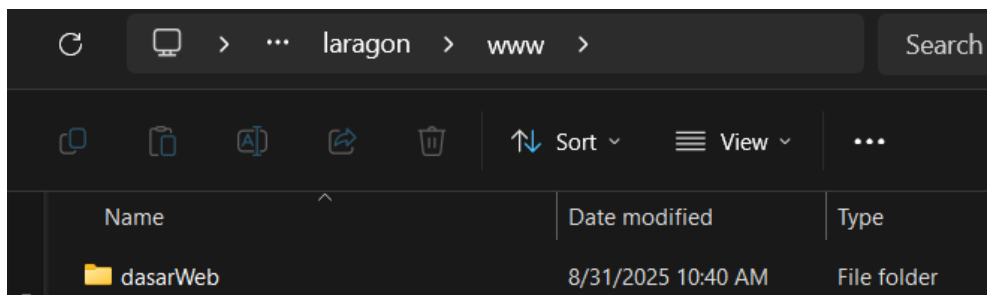 ... laragon > www > Search
Sort View ...
Name Date modified Type
dasarWeb 8/31/2025 10:40 AM File folder